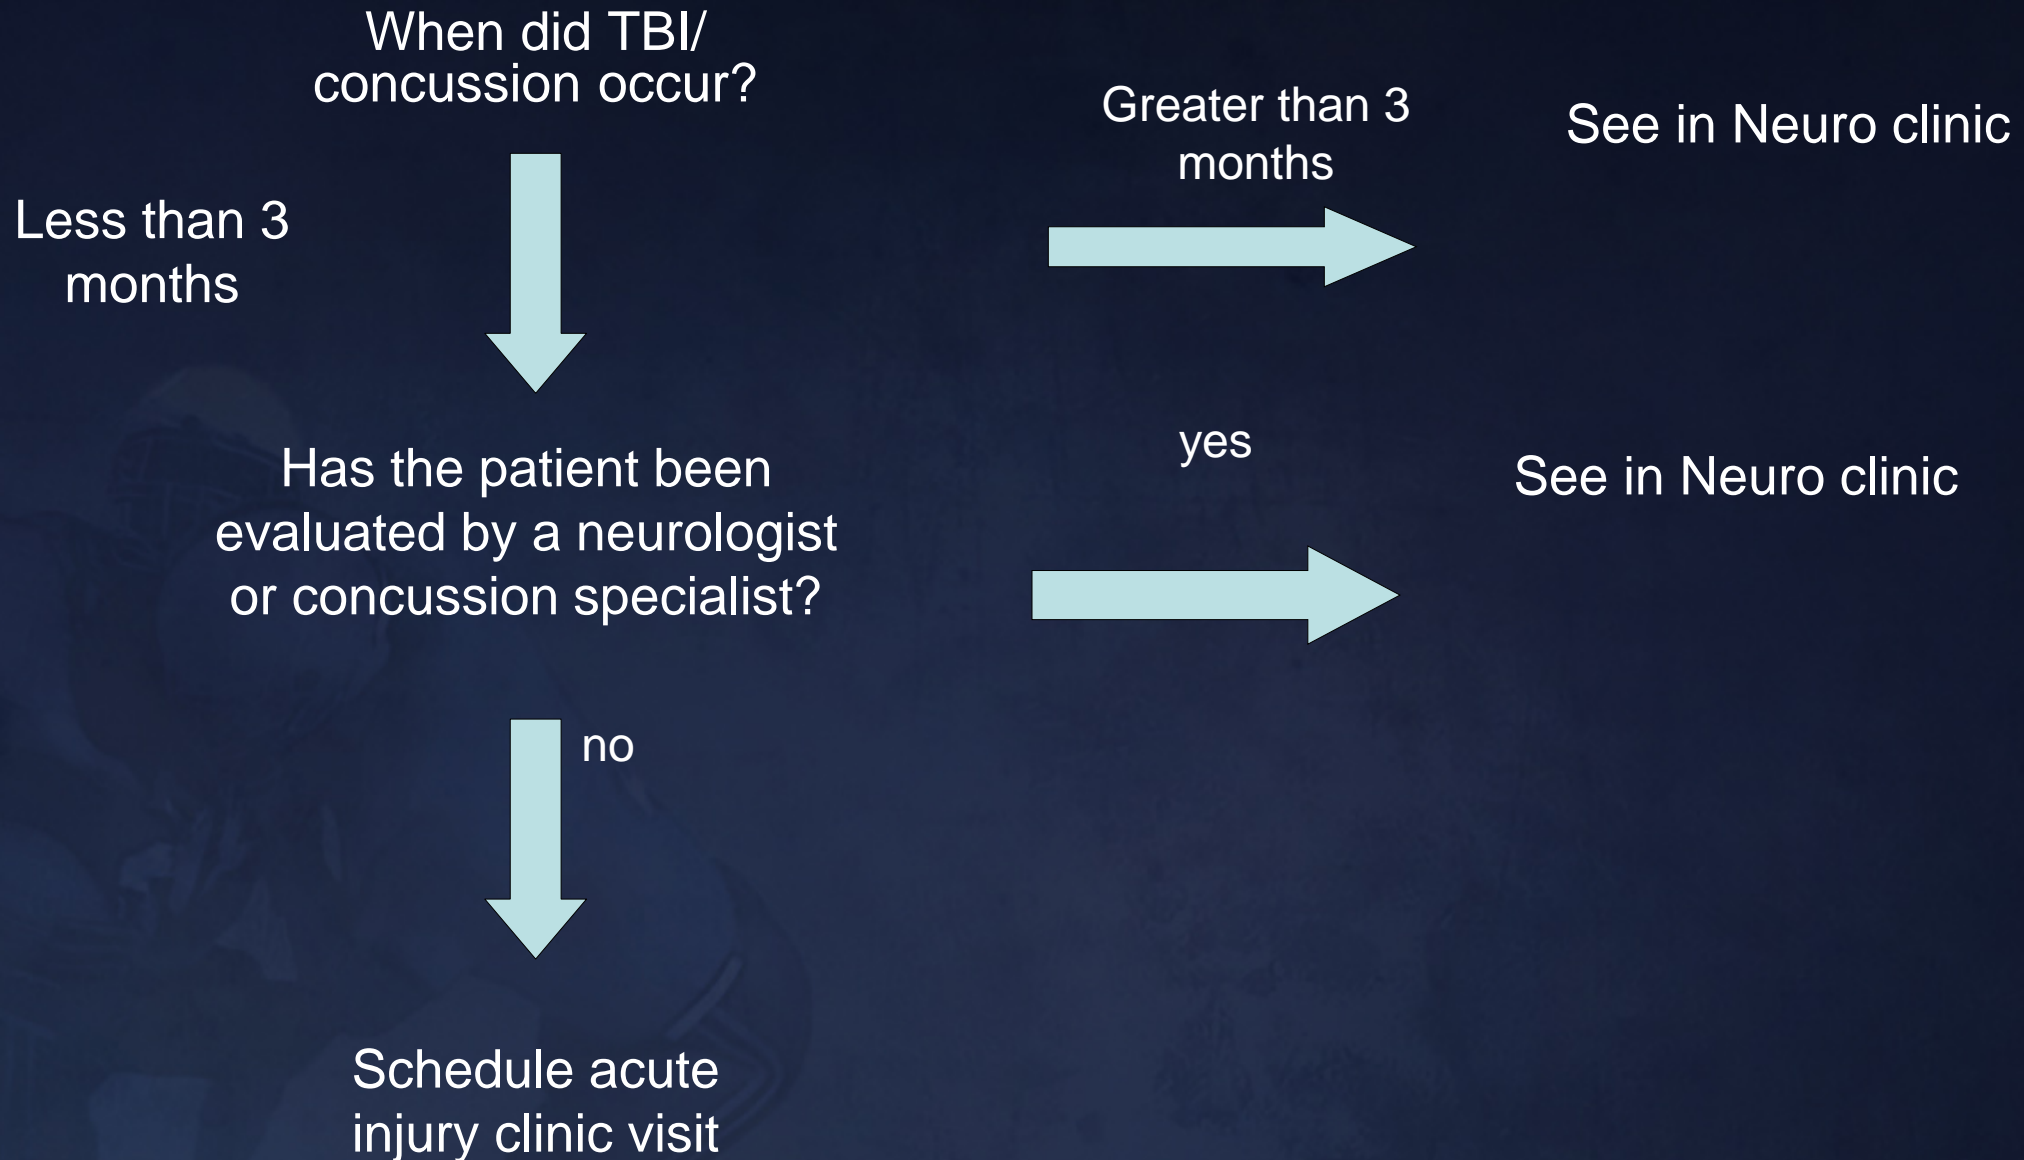 When did TBI/
concussion occur?
Greater than 3
months
See in Neuro clinic
Less than 3
months
Has the patient been
evaluated by a neurologist
or concussion specialist?
yes
See in Neuro clinic
no
Schedule acute
injury clinic visit